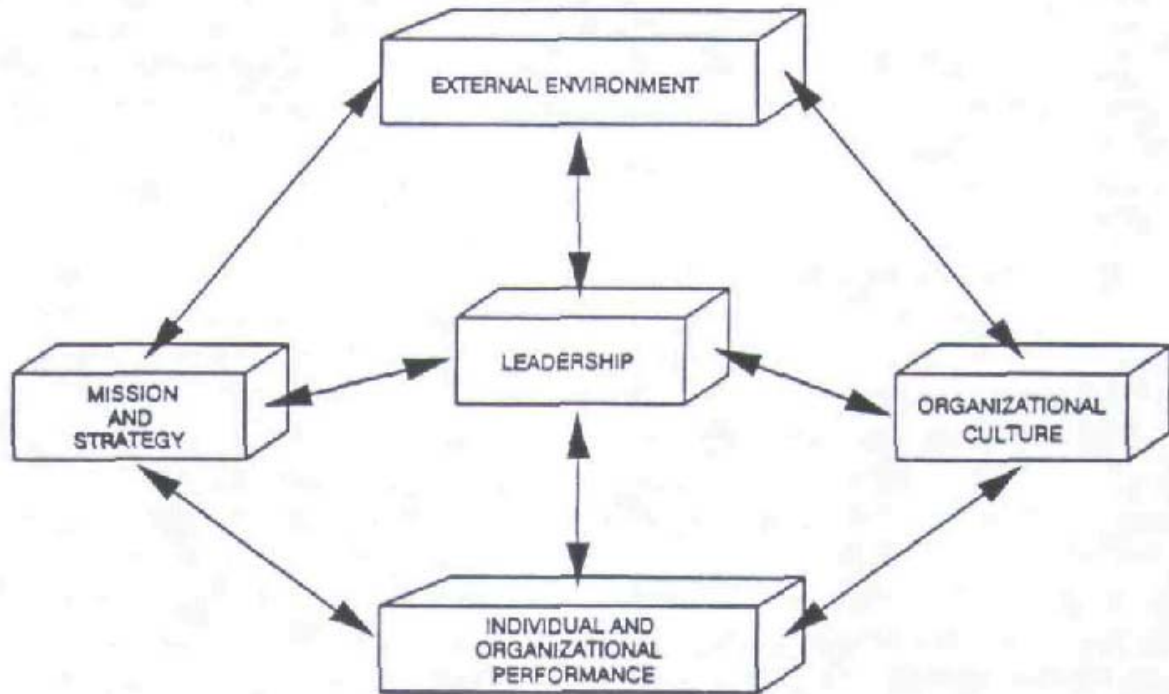 EXTERNAL ENVIRONMENT
LEADERSHIP
MISSION
AND
STRATEGY
ORGANIZATIONAL
CULTURE
INDIVIDUAL AND
ORGANIZATIONAL
PERFORMANCE